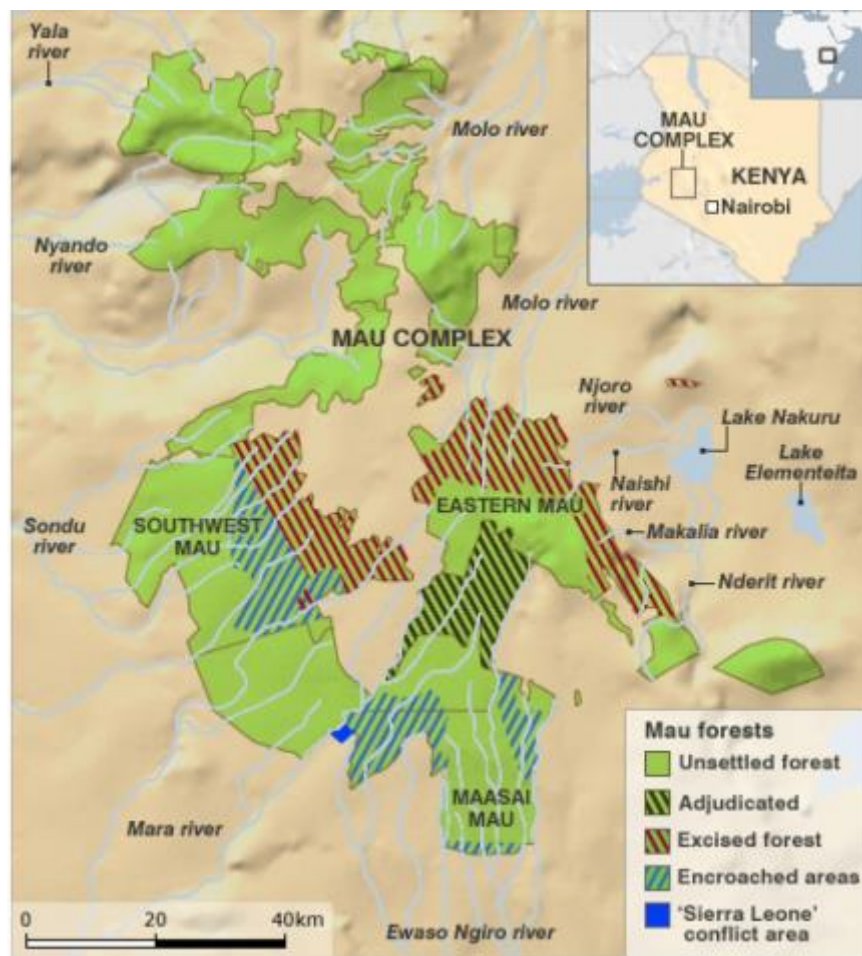 Yala
river
Molo river
MAU
COMPLEX
KENYA
Nairobi
Nyando
river
Molo river
MAU COMPLEX
Njoro
river
Lake Nakuru
Lake
Elementeita
Naishi
river
EASTERN MAU
SOUTHWEST
MAU
Sondu
river
Makalia river
Nderit river
MAASAI
MAU
Mara river
Ewaso Ngiro river
Mau forests
Unsettled forest
Adjudicated
Excised forest
Encroached areas
'Sierra Leone'
conflict area
0 20 40km